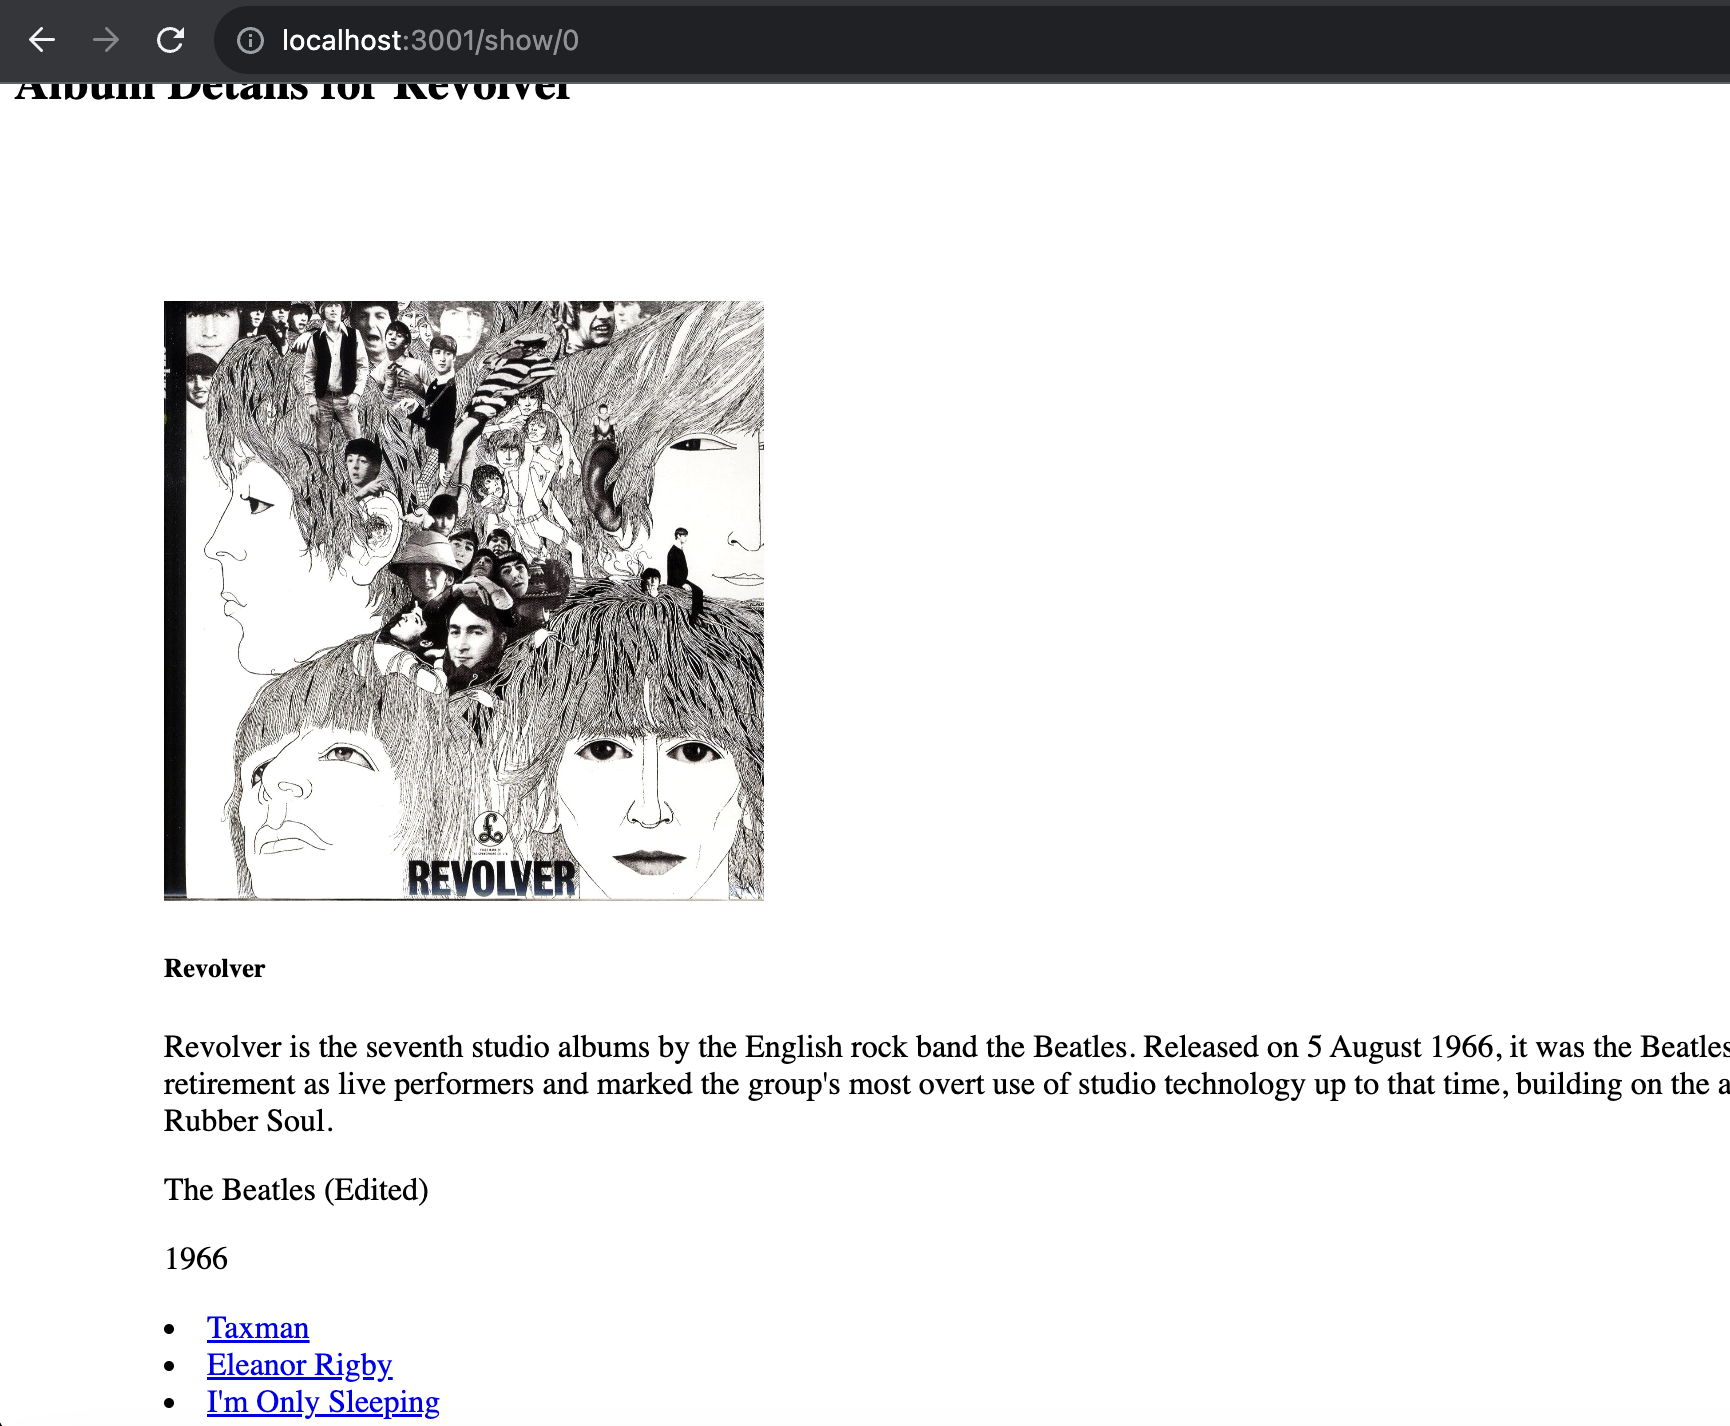 localhost:3001/show/0
Album Details for Revolver
REVOLVER
Revolver
Revolver is the seventh studio albums by the English rock band the Beatles. Released on 5 August 1966, it was the Beatles
retirement as live performers and marked the group's most overt use of studio technology up to that time, building on the a
Rubber Soul.
The Beatles (Edited)
1966
Taxman
Eleanor Rigby
I'm Only Sleeping